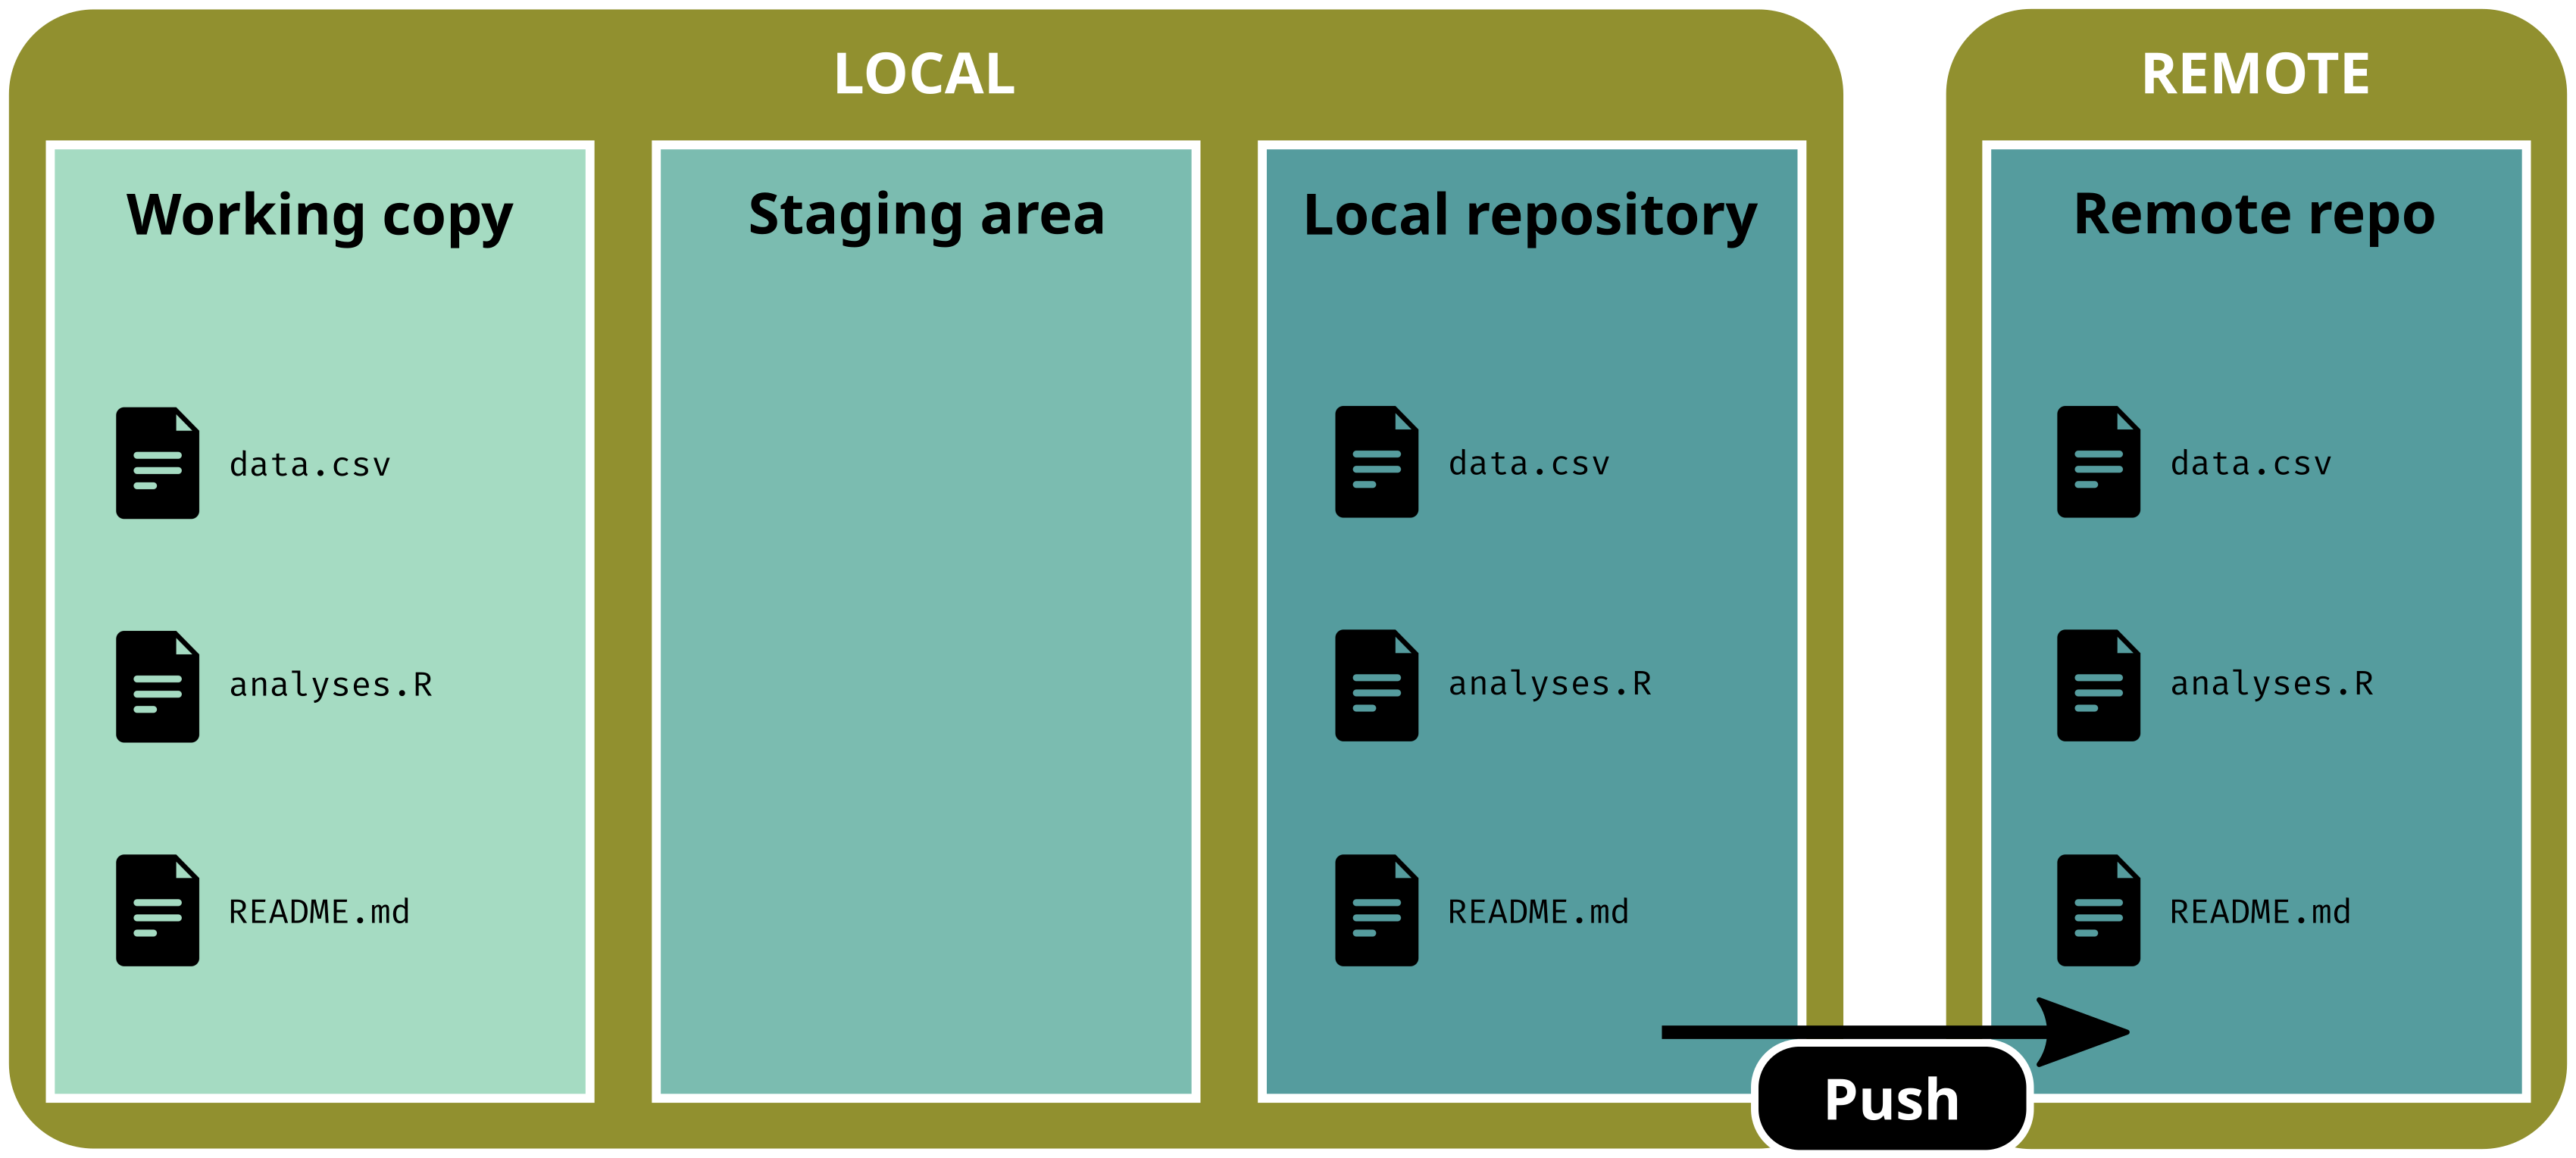 LOCAL
REMOTE
Working copy
Staging area
Local repository
Remote repo
data.csv
data.csv
data.csv
analyses.R
analyses.R
analyses.R
README.md
README.md
README.md
Push